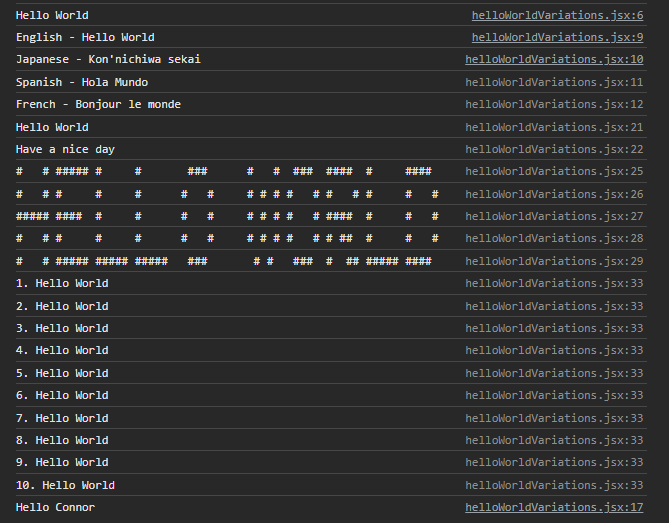 Hello World helloWorldVariations.jsx:6
English - Hello World helloWorldVariations.jsx:9
Japanese - Kon'nichiwa sekai helloWorldVariations.jsx:10
Spanish - Hola Mundo helloWorldVariations.jsx:11
French - Bonjour le monde helloWorldVariations.jsx:12
Hello World helloWorldVariations.jsx:21
Have a nice day helloWorldVariations.jsx:22
#   # ##### #     #       ###      #   #  ###  ####  #     ####  helloWorldVariations.jsx:25
#   # #     #     #      #   #     # # # #   # #   # #     #   # helloWorldVariations.jsx:26
##### ####  #     #      #   #     # # # #   # ####  #     #   # helloWorldVariations.jsx:27
#   # #     #     #      #   #     # # # #   # # ##  #     #   # helloWorldVariations.jsx:28
#   # ##### ##### #####   ###       # #   ###  #  ## ##### ####  helloWorldVariations.jsx:29
1. Hello World helloWorldVariations.jsx:33
2. Hello World helloWorldVariations.jsx:33
3. Hello World helloWorldVariations.jsx:33
4. Hello World helloWorldVariations.jsx:33
5. Hello World helloWorldVariations.jsx:33
6. Hello World helloWorldVariations.jsx:33
7. Hello World helloWorldVariations.jsx:33
8. Hello World helloWorldVariations.jsx:33
9. Hello World helloWorldVariations.jsx:33
10. Hello World helloWorldVariations.jsx:33
Hello Connor helloWorldVariations.jsx:17